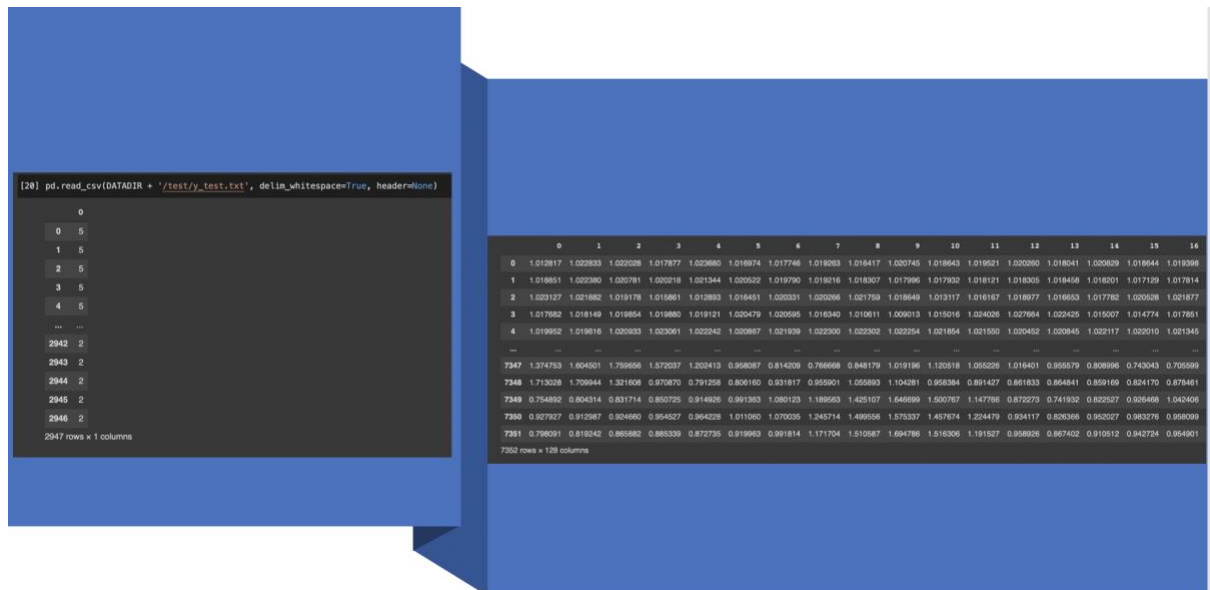 [20] pd.read_csv(DATADIR + '/test/y_test.txt', delim_whitespace=True, header=None)
0
0 5
1 5
2 5
3 5
4 5
... ...
2942 2
2943 2
2944 2
2945 2
2946 2
2947 rows × 1 columns
0 1 2 3 4 5 6 7 8 9 10 11 12 13 14 15 16
0 1.012817 1.022833 1.022028 1.017877 1.023680 1.016974 1.017746 1.019263 1.016417 1.020745 1.018643 1.019521 1.020260 1.018041 1.020829 1.018644 1.019398
1 1.018851 1.022380 1.020781 1.020218 1.021344 1.020522 1.019790 1.019216 1.018307 1.017996 1.017932 1.018121 1.018305 1.018458 1.018201 1.017129 1.017814
2 1.023127 1.021882 1.019178 1.015861 1.012893 1.016451 1.020331 1.020266 1.021759 1.018649 1.013117 1.016167 1.018977 1.016653 1.017782 1.020528 1.021877
3 1.017682 1.018149 1.019854 1.019880 1.019121 1.020479 1.020595 1.016340 1.010611 1.009013 1.015016 1.024026 1.027664 1.022425 1.015007 1.014774 1.017851
4 1.019952 1.019616 1.020933 1.023061 1.022242 1.020867 1.021939 1.022300 1.022302 1.022254 1.021854 1.021550 1.020452 1.020845 1.022117 1.022010 1.021345
... ... ... ... ... ... ... ... ... ... ... ... ... ... ... ... ... ...
7347 1.374753 1.604501 1.759656 1.572037 1.202413 0.958087 0.814209 0.766668 0.848179 1.019196 1.120518 1.055226 1.016401 0.955579 0.808996 0.743043 0.705599
7348 1.713028 1.709944 1.321608 0.970870 0.791258 0.806160 0.931817 0.955901 1.055893 1.104281 0.958384 0.891427 0.861833 0.864841 0.859169 0.824170 0.878461
7349 0.754892 0.804314 0.831714 0.850725 0.914926 0.991363 1.080123 1.189563 1.425107 1.646699 1.500767 1.147766 0.872273 0.741932 0.822527 0.926468 1.042406
7350 0.927927 0.912987 0.924660 0.954527 0.964228 1.011060 1.070035 1.245714 1.499556 1.575337 1.457674 1.224479 0.934117 0.826366 0.952027 0.983276 0.958099
7351 0.798091 0.819242 0.865882 0.885339 0.872735 0.919963 0.991814 1.171704 1.510587 1.694786 1.516306 1.191527 0.958926 0.867402 0.910512 0.942724 0.954901
7352 rows × 128 columns